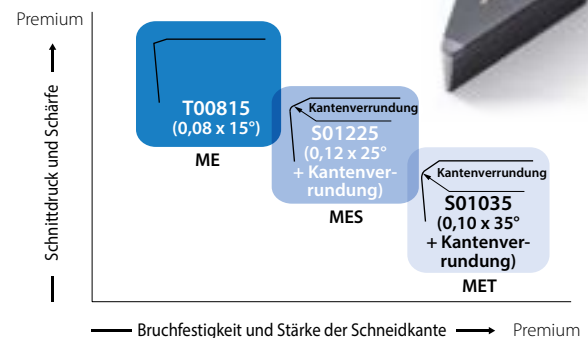 Premium
Schnittdruck und Schärfe
T00815
(0,08 x 15°)
ME
Kantenverrundung
S01225
(0,12 x 25°
+ Kantenver-
rundung)
MES
Kantenverrundung
S01035
(0,10 x 35°
+ Kantenver-
rundung)
MET
Bruchfestigkeit und Stärke der Schneidkante
Premium